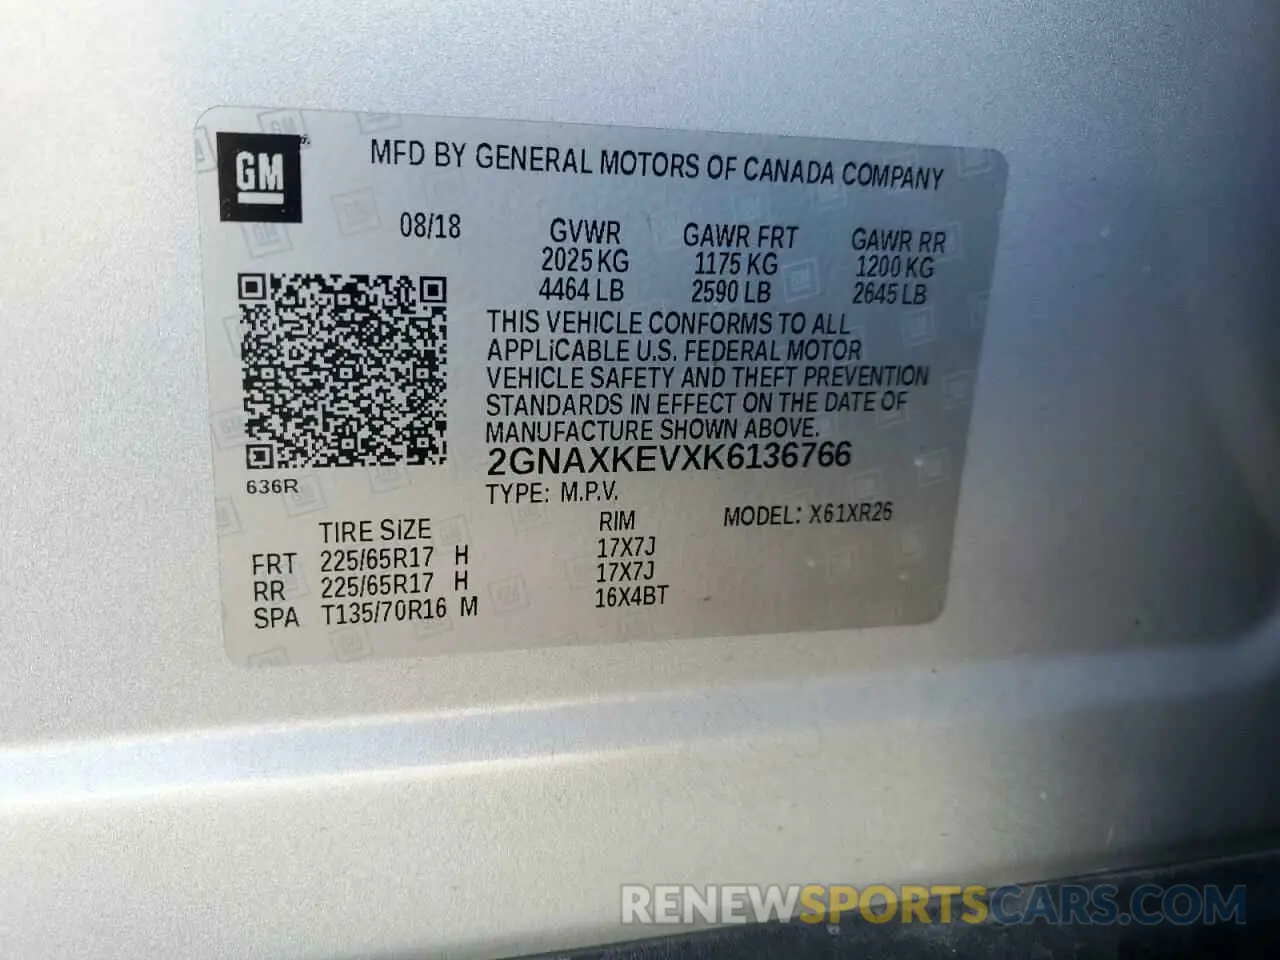 GM
MFD BY GENERAL MOTORS OF CANADA COMPANY
08/18 GVWR GAWR FRT GAWR RR
2025 KG 1175 KG 1200 KG
4464 LB 2590 LB 2645 LB
THIS VEHICLE CONFORMS TO ALL
APPLICABLE U.S. FEDERAL MOTOR
VEHICLE SAFETY AND THEFT PREVENTION
STANDARDS IN EFFECT ON THE DATE OF
MANUFACTURE SHOWN ABOVE.
2GNAXKEVXK6136766
636R
TYPE: M.P.V.
TIRE SIZE RIM MODEL: X61XR26
FRT 225/65R17 H 17X7J
RR 225/65R17 H 17X7J
SPA T135/70R16 M 16X4BT
RENEWSPORTSCARS.COM